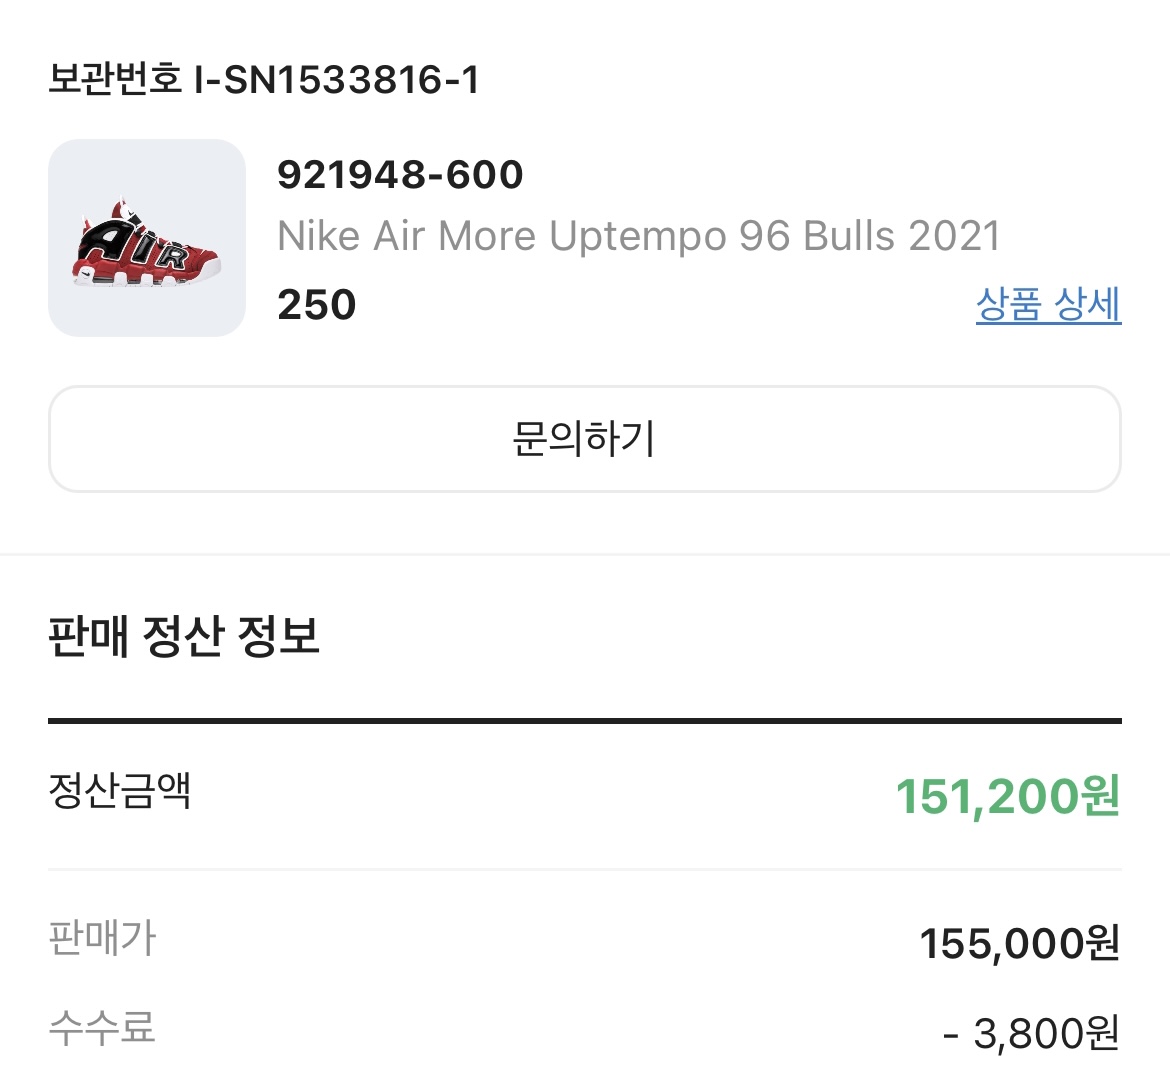 보관번호 I-SN1533816-1
921948-600
Nike Air More Uptempo 96 Bulls 2021
250
상품 상세
문의하기
판매 정산 정보
정산금액
151,200원
판매가
155,000원
수수료
- 3,800원
AIR